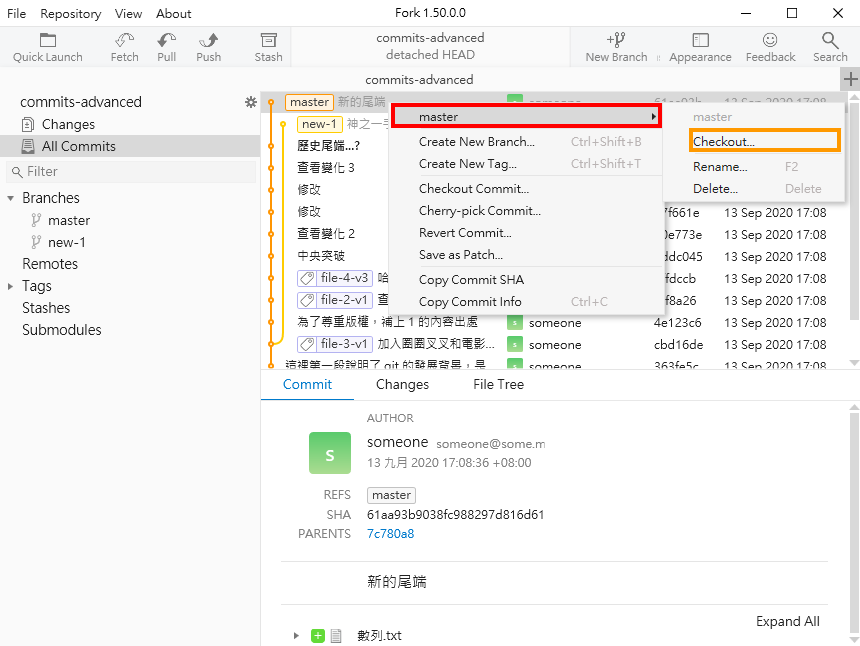 File Repository View About Fork 1.50.0.0
Quick Launch Fetch Pull Push Stash commits-advanced detached HEAD New Branch Appearance Feedback Search
commits-advanced
commits-advanced
Changes
All Commits
Filter
Branches
master
new-1
Remotes
Tags
Stashes
Submodules
master 新的尾端
new-1 神之一手
歷史尾端...?
查看變化 3
修改
修改 7f661e 13 Sep 2020 17:08
查看變化 2 0e773e 13 Sep 2020 17:08
中央突破 ddc045 13 Sep 2020 17:08
file-4-v3 哈 fdccb 13 Sep 2020 17:08
file-2-v1 查 f8a26 13 Sep 2020 17:08
為了尊重版權，補上 1 的內容出處 s someone 4e123c6 13 Sep 2020 17:08
file-3-v1 加入圈圈叉叉和電影... s someone cbd16de 13 Sep 2020 17:08
這裡第一段說明了 git 的發展背景，是 someone 363fe5c 13 Sep 2020 17:08
master
Create New Branch... Ctrl+Shift+B
Create New Tag... Ctrl+Shift+T
Checkout Commit...
Cherry-pick Commit...
Revert Commit...
Save as Patch...
Copy Commit SHA
Copy Commit Info Ctrl+C
master
Checkout...
Rename... F2
Delete... Delete
Commit Changes File Tree
AUTHOR
s someone someone@some.m
13 九月 2020 17:08:36 +08:00
REFS master
SHA 61aa93b9038fc988297d816d61
PARENTS 7c780a8
新的尾端
Expand All
數列.txt